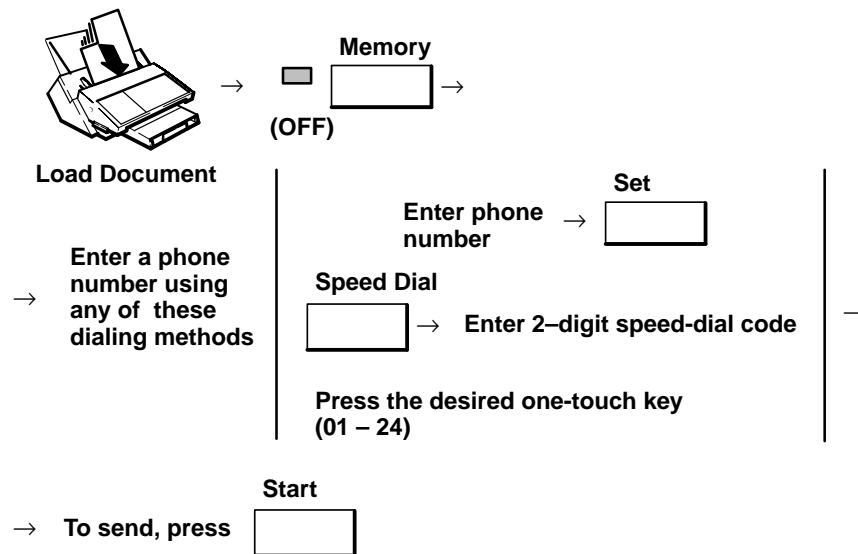 Memory
→
→
(OFF)
Load Document
→
Enter a phone
number using
any of these
dialing methods
Enter phone
number
→
Set
Speed Dial
→
Enter 2–digit speed-dial code
Press the desired one-touch key
(01 – 24)
→
To send, press
Start